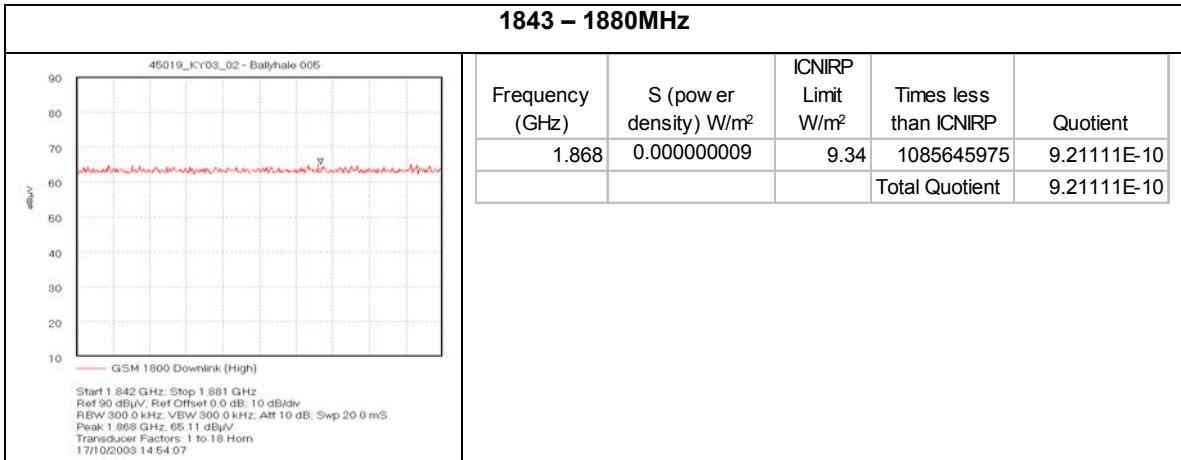 1843 – 1880MHz
45019_KY03_02 - Ballyhale 005
90
80
70
60
50
40
30
20
10
dBµV
GSM 1800 Downlink (High)
Start 1.842 GHz; Stop 1.881 GHz
Ref 90 dBµV; Ref Offset 0.0 dB; 10 dB/div
RBW 300.0 kHz; VBW 300.0 kHz; Att 10 dB; Swp 20.0 mS
Peak 1.868 GHz, 65.11 dBµV
Transducer Factors: 1 to 18 Horn
17/10/2003 14:54:07
Frequency (GHz) S (power density) W/m² ICNIRP Limit W/m² Times less than ICNIRP Quotient
1.868 0.000000009 9.34 1085645975 9.21111E-10
Total Quotient 9.21111E-10